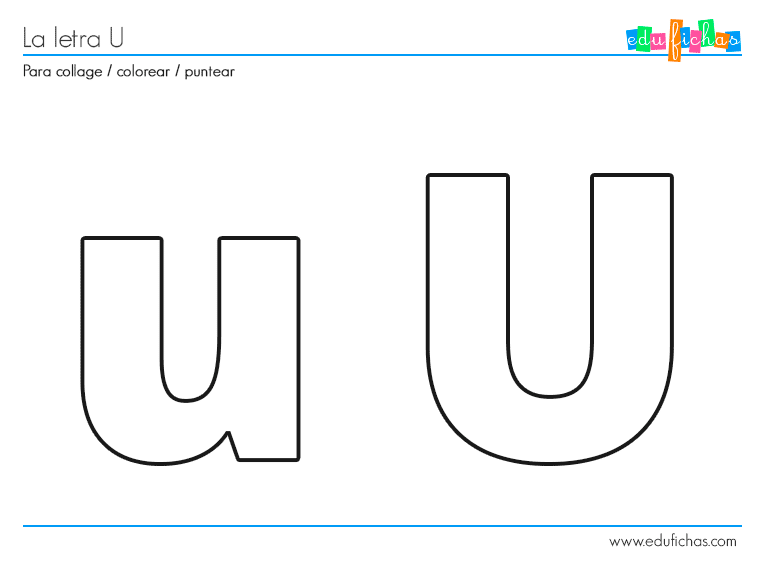 La letra U
edufichas
Para collage / colorear / puntear
u U
www.edufichas.com